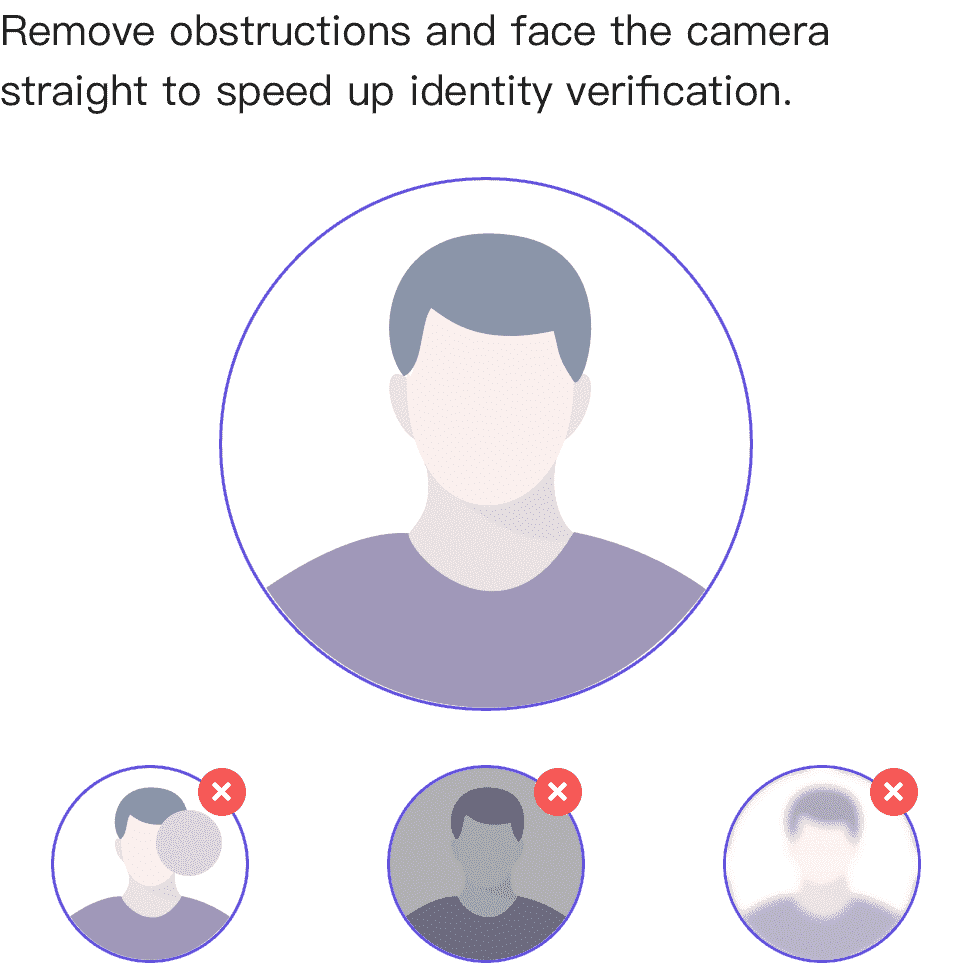 Remove obstructions and face the camera
straight to speed up identity verification.